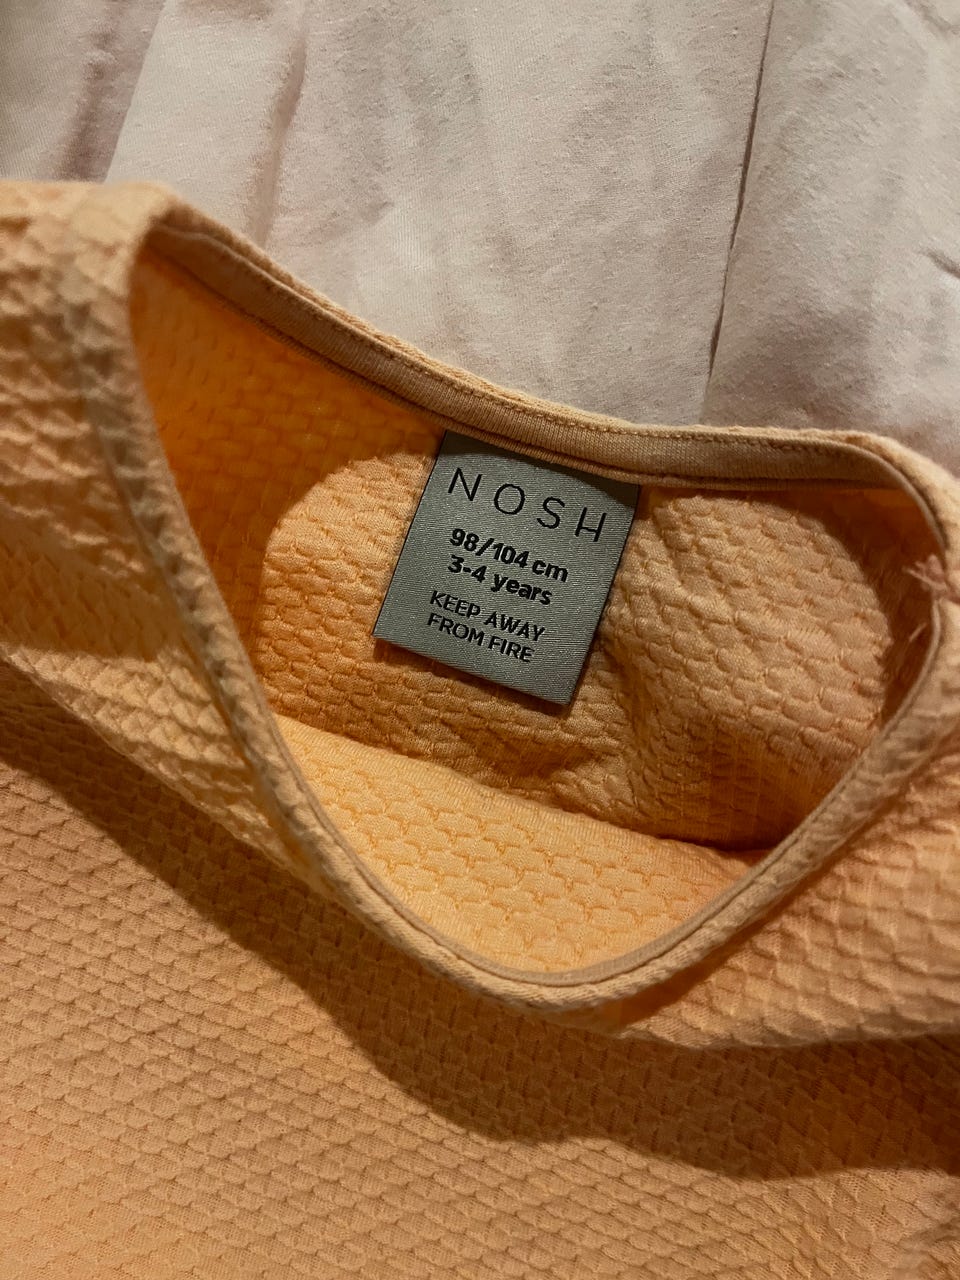 NOSH
98/104 cm
3-4 years
KEEP AWAY
FROM FIRE